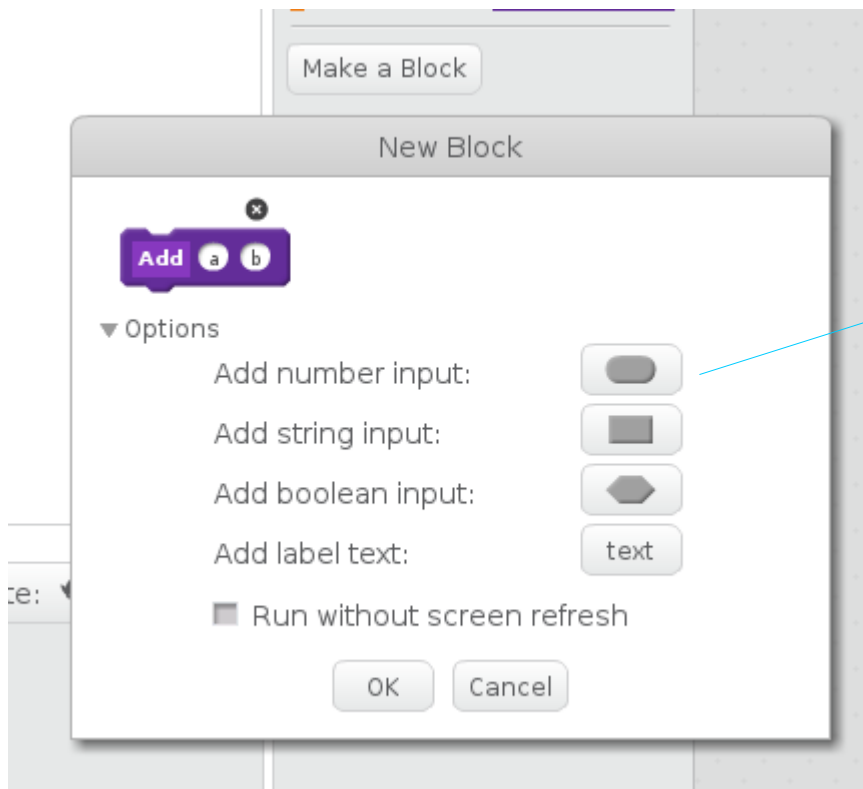 Make a Block
New Block
Add a b
Options
Add number input:
Add string input:
Add boolean input:
Add label text: text
Run without screen refresh
te:
OK Cancel